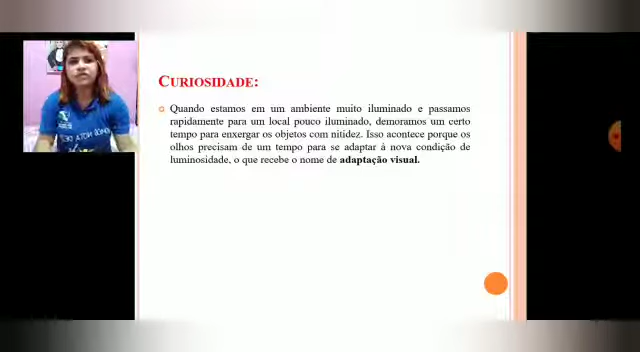 CURIOSIDADE:
Quando estamos em um ambiente muito iluminado e passamos
rapidamente para um local pouco iluminado, demoramos um certo
tempo para enxergar os objetos com nitidez. Isso acontece porque os
olhos precisam de um tempo para se adaptar à nova condição de
luminosidade, o que recebe o nome de adaptação visual.